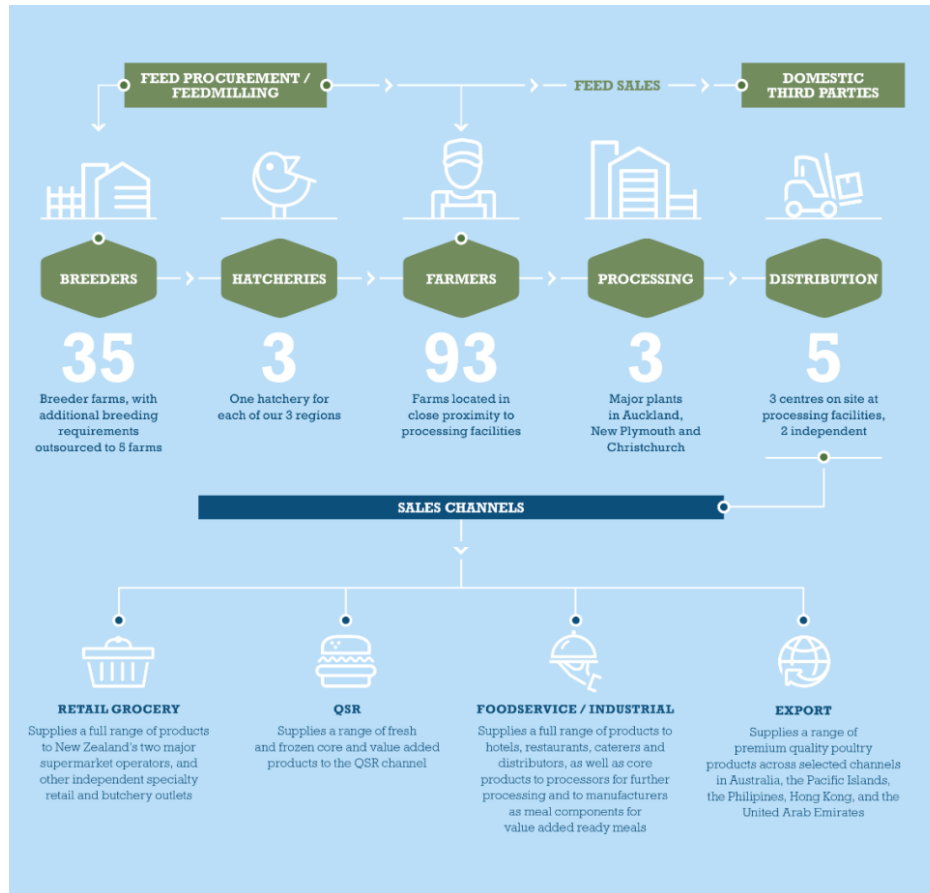 FEED PROCUREMENT /
FEEDMILLING
FEED SALES
DOMESTIC
THIRD PARTIES
BREEDERS
HATCHERIES
FARMERS
PROCESSING
DISTRIBUTION
35
Breeder farms, with
additional breeding
requirements
outsourced to 5 farms
3
One hatchery for
each of our 3 regions
93
Farms located in
close proximity to
processing facilities
3
Major plants
in Auckland,
New Plymouth and
Christchurch
5
3 centres on site at
processing facilities,
2 independent
SALES CHANNELS
RETAIL GROCERY
Supplies a full range of products
to New Zealand's two major
supermarket operators, and
other independent specialty
retail and butchery outlets
QSR
Supplies a range of fresh
and frozen core and value added
products to the QSR channel
FOODSERVICE / INDUSTRIAL
Supplies a full range of products to
hotels, restaurants, caterers and
distributors, as well as core
products to processors for further
processing and to manufacturers
as meal components for
value added ready meals
EXPORT
Supplies a range of
premium quality poultry
products across selected channels
in Australia, the Pacific Islands,
the Philipines, Hong Kong, and the
United Arab Emirates